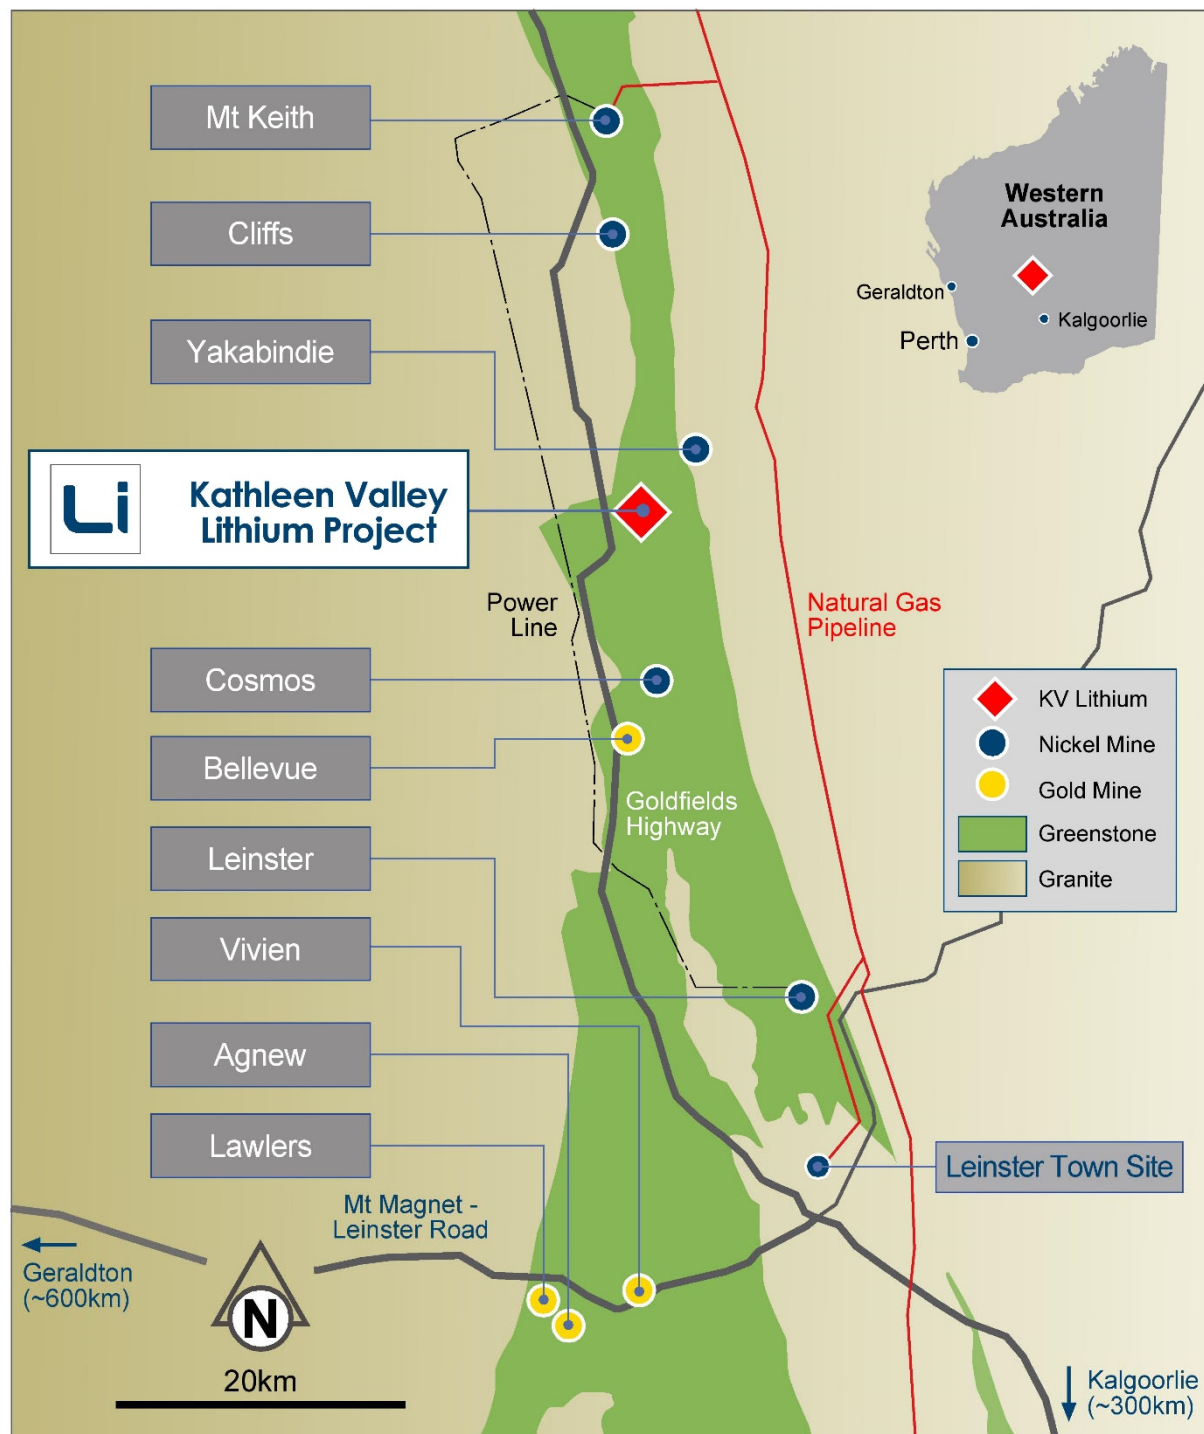 Mt Keith
Cliffs
Yakabindie
Li
Kathleen Valley
Lithium Project
Cosmos
Bellevue
Leinster
Vivien
Agnew
Lawlers
Power
Line
Natural Gas
Pipeline
Goldfields
Highway
Mt Magnet -
Leinster Road
Geraldton
(~600km)
N
20km
Western
Australia
Geraldton
Kalgoorlie
Perth
KV Lithium
Nickel Mine
Gold Mine
Greenstone
Granite
Leinster Town Site
Kalgoorlie
(~300km)